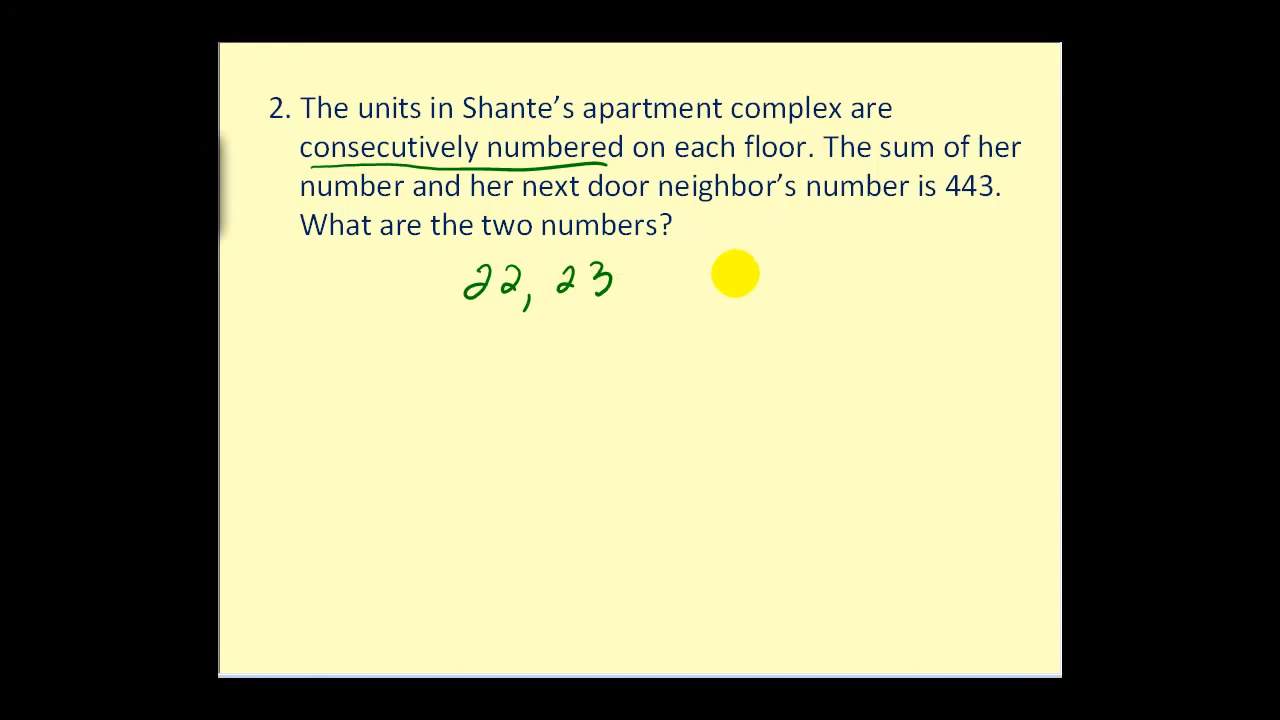 2. The units in Shante’s apartment complex are
consecutively numbered on each floor. The sum of her
number and her next door neighbor’s number is 443.
What are the two numbers?
22, 23